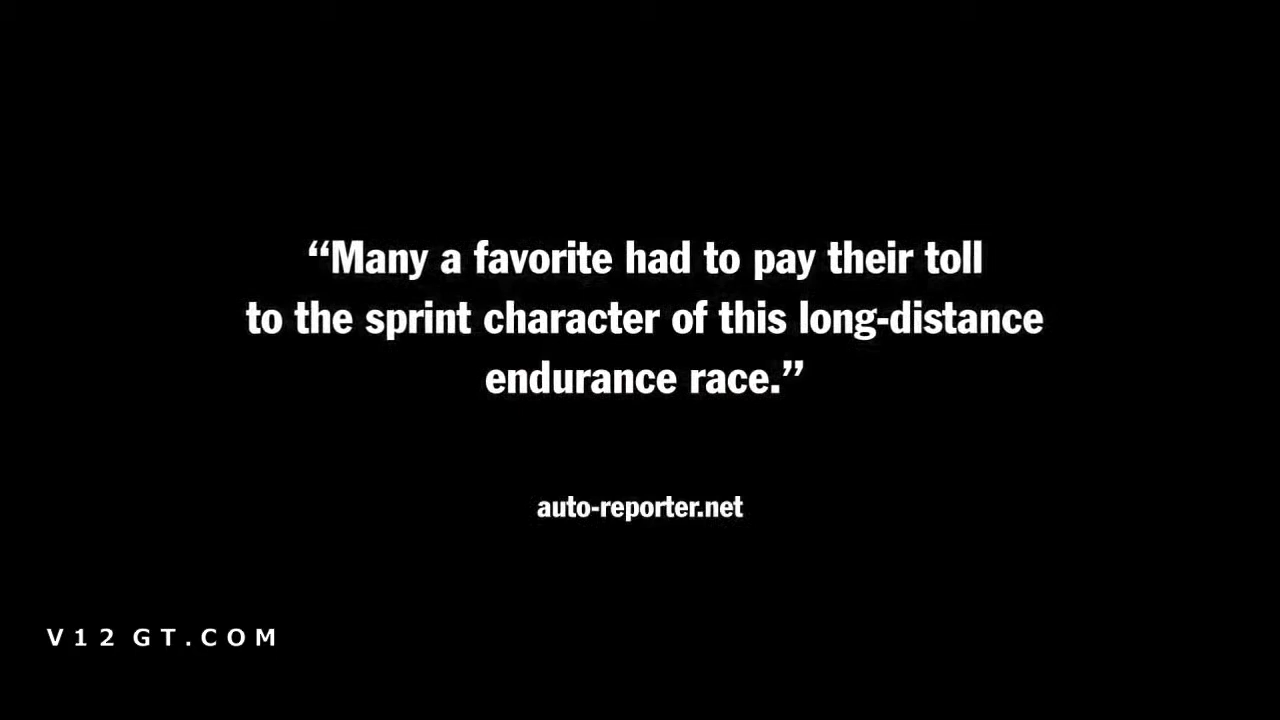 “Many a favorite had to pay their toll
to the sprint character of this long-distance
endurance race.”
auto-reporter.net
V12 GT.COM